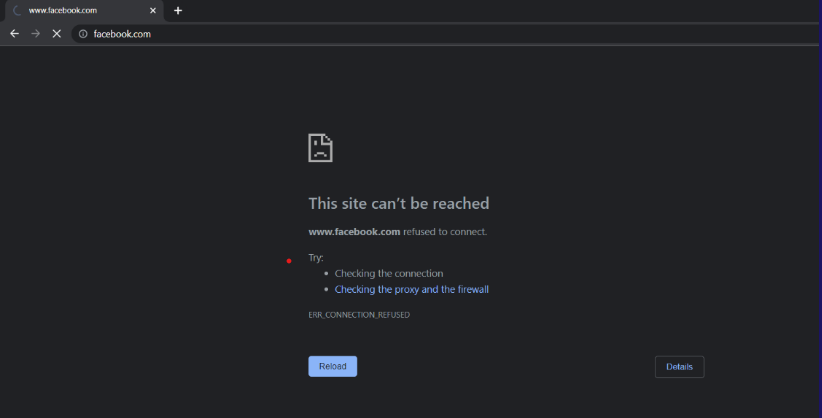 www.facebook.com
facebook.com
This site can't be reached
www.facebook.com refused to connect.
Try:
Checking the connection
Checking the proxy and the firewall
ERR_CONNECTION_REFUSED
Reload
Details